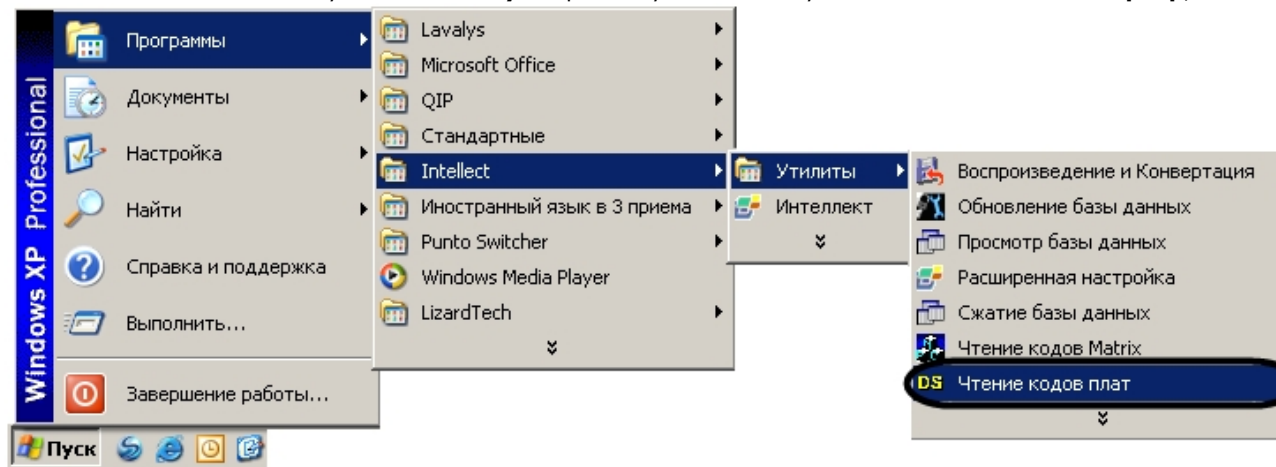 Windows XP Professional
Программы
Документы
Настройка
Найти
Справка и поддержка
Выполнить...
Завершение работы...
Lavalys
Microsoft Office
QIP
Стандартные
Intellect
Иностранный язык в 3 приема
Punto Switcher
Windows Media Player
LizardTech
Утилиты
Интеллект
Воспроизведение и Конвертация
Обновление базы данных
Просмотр базы данных
Расширенная настройка
Сжатие базы данных
Чтение кодов Matrix
DS Чтение кодов плат
Пуск